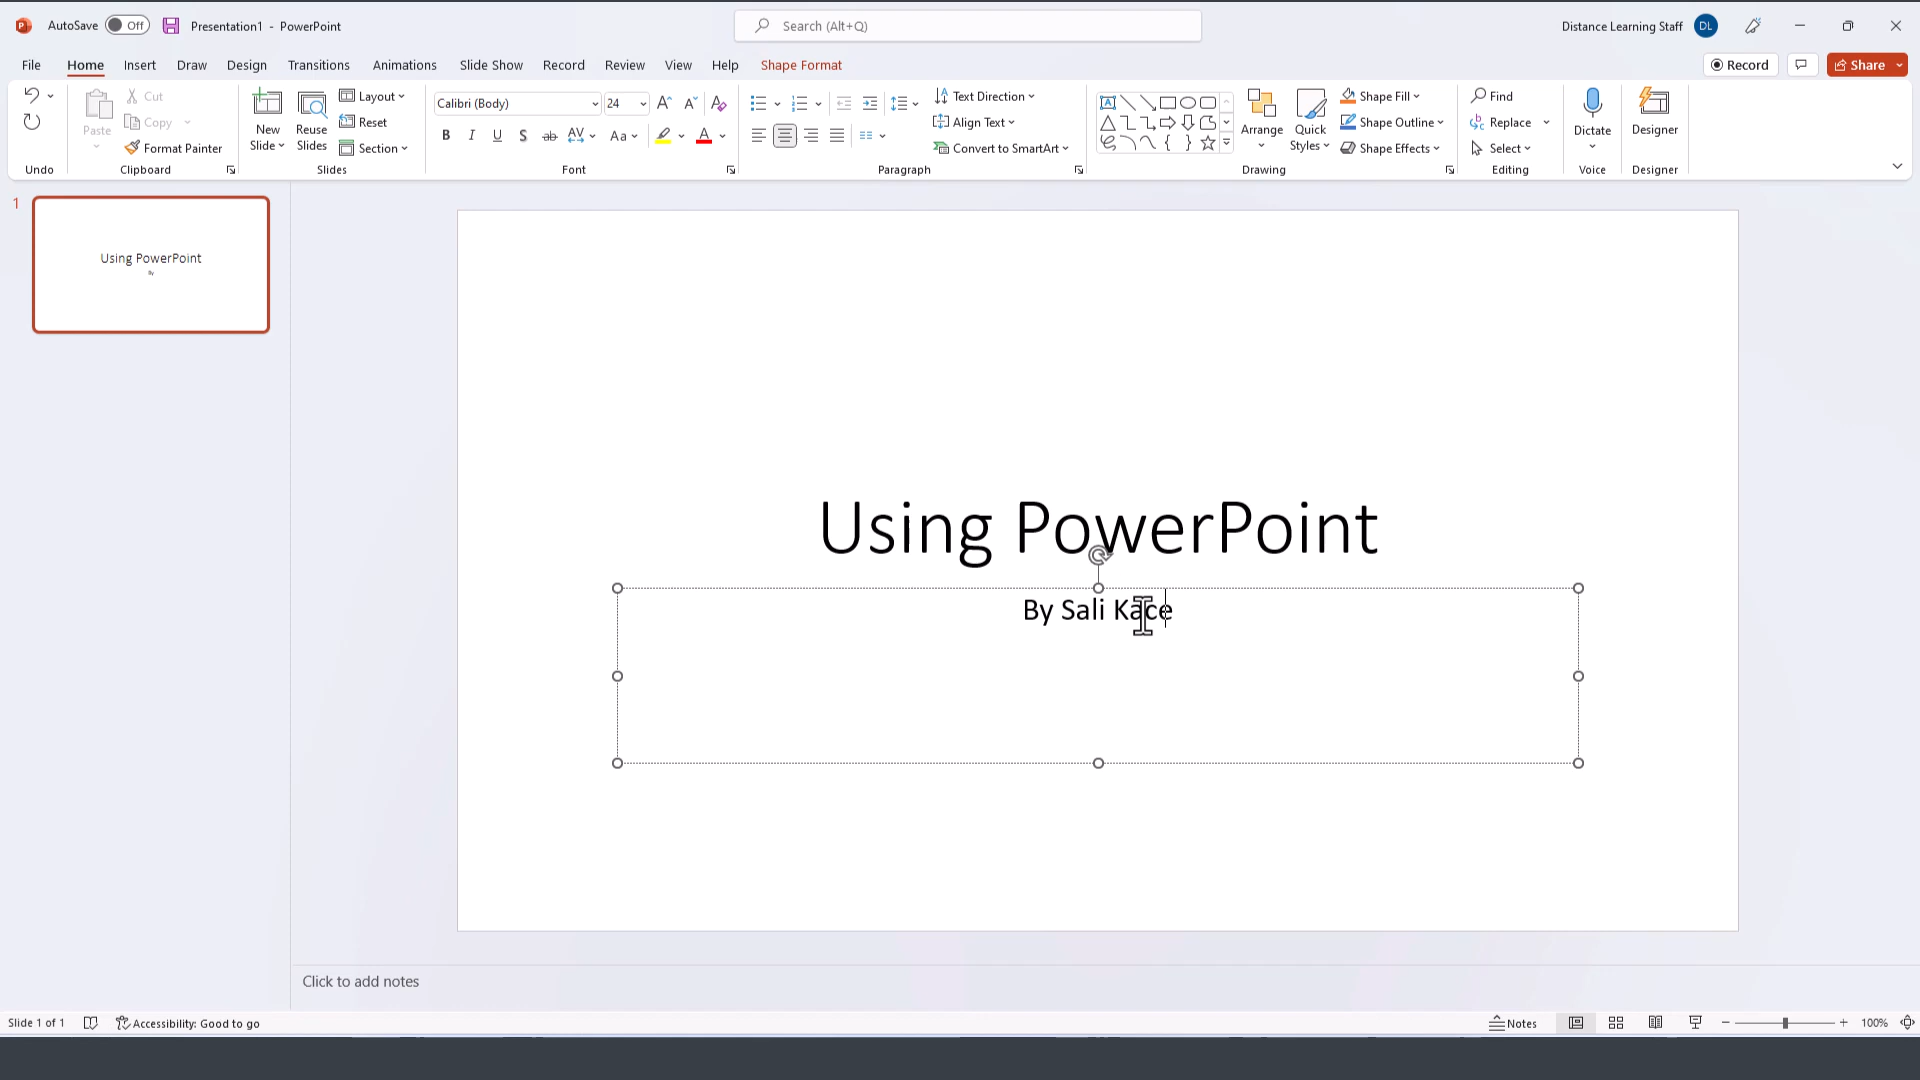 AutoSave Off Presentation1 - PowerPoint Search (Alt+Q) Distance Learning Staff DL
File Home Insert Draw Design Transitions Animations Slide Show Record Review View Help Shape Format Record Share
Paste Cut Copy Format Painter
New Slide Reuse Slides Layout Reset Section
Calibri (Body) 24
B I U S ab AV Aa A
Text Direction
Align Text
Convert to SmartArt
Arrange Quick Styles Shape Fill Shape Outline Shape Effects
Find
Replace
Select
Dictate Designer
Undo Clipboard Slides Font Paragraph Drawing Editing Voice Designer
1
Using PowerPoint
By
Using PowerPoint
By Sali Kace
Click to add notes
Slide 1 of 1 Accessibility: Good to go Notes 100%